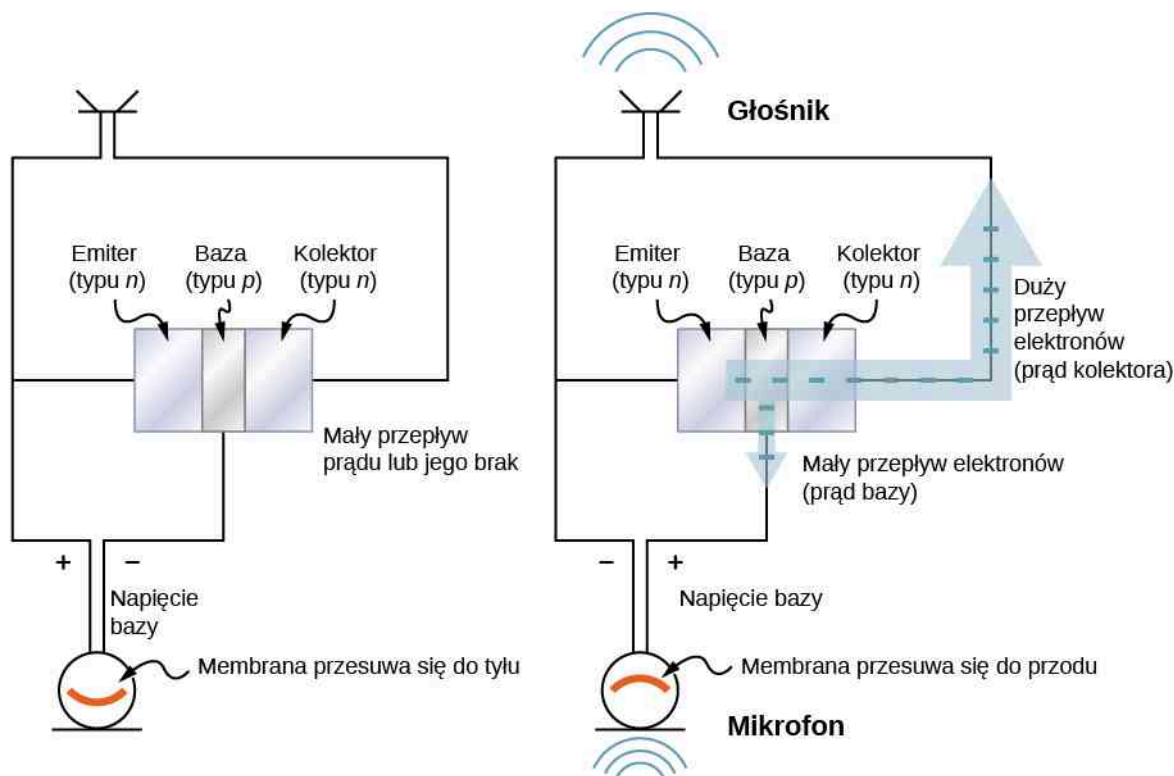 Głośnik
Emiter
(typu n)
Baza
(typu p)
Kolektor
(typu n)
Mały przepływ
prądu lub jego brak
+
–
Napięcie
bazy
Membrana przesuwa się do tyłu
Emiter
(typu n)
Baza
(typu p)
Kolektor
(typu n)
Duży
przepływ
elektronów
(prąd kolektora)
Mały przepływ elektronów
(prąd bazy)
–
+
Napięcie bazy
Membrana przesuwa się do przodu
Mikrofon